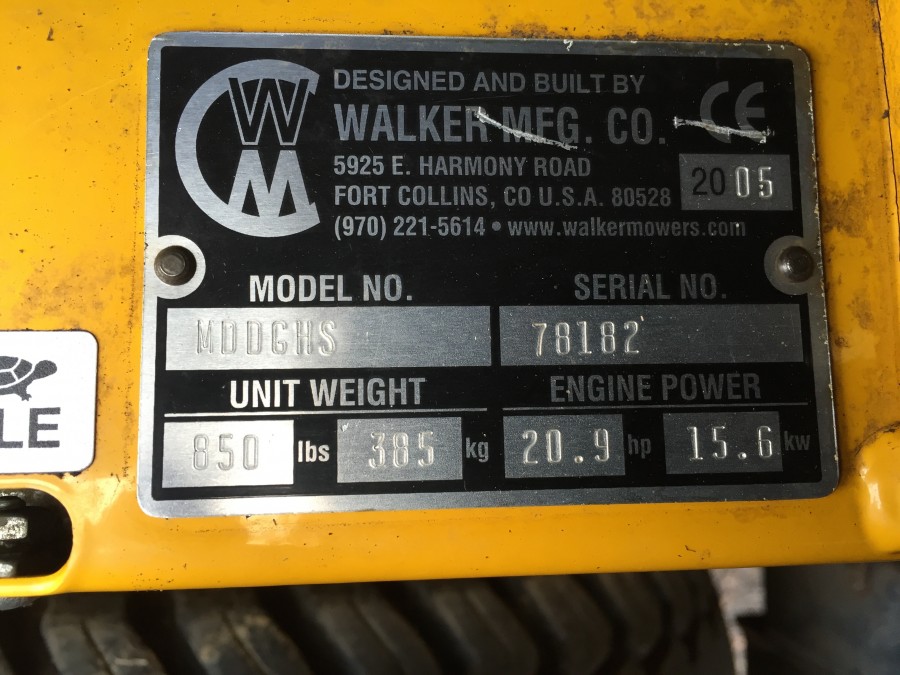 CWM
DESIGNED AND BUILT BY
WALKER MFG. CO. CE
5925 E. HARMONY ROAD
FORT COLLINS, CO U.S.A. 80528
2005
(970) 221-5614 • www.walkermowers.com
MODEL NO. SERIAL NO.
MDDGHS 78182
UNIT WEIGHT ENGINE POWER
850 lbs 385 kg 20.9 hp 15.6 kw
LE